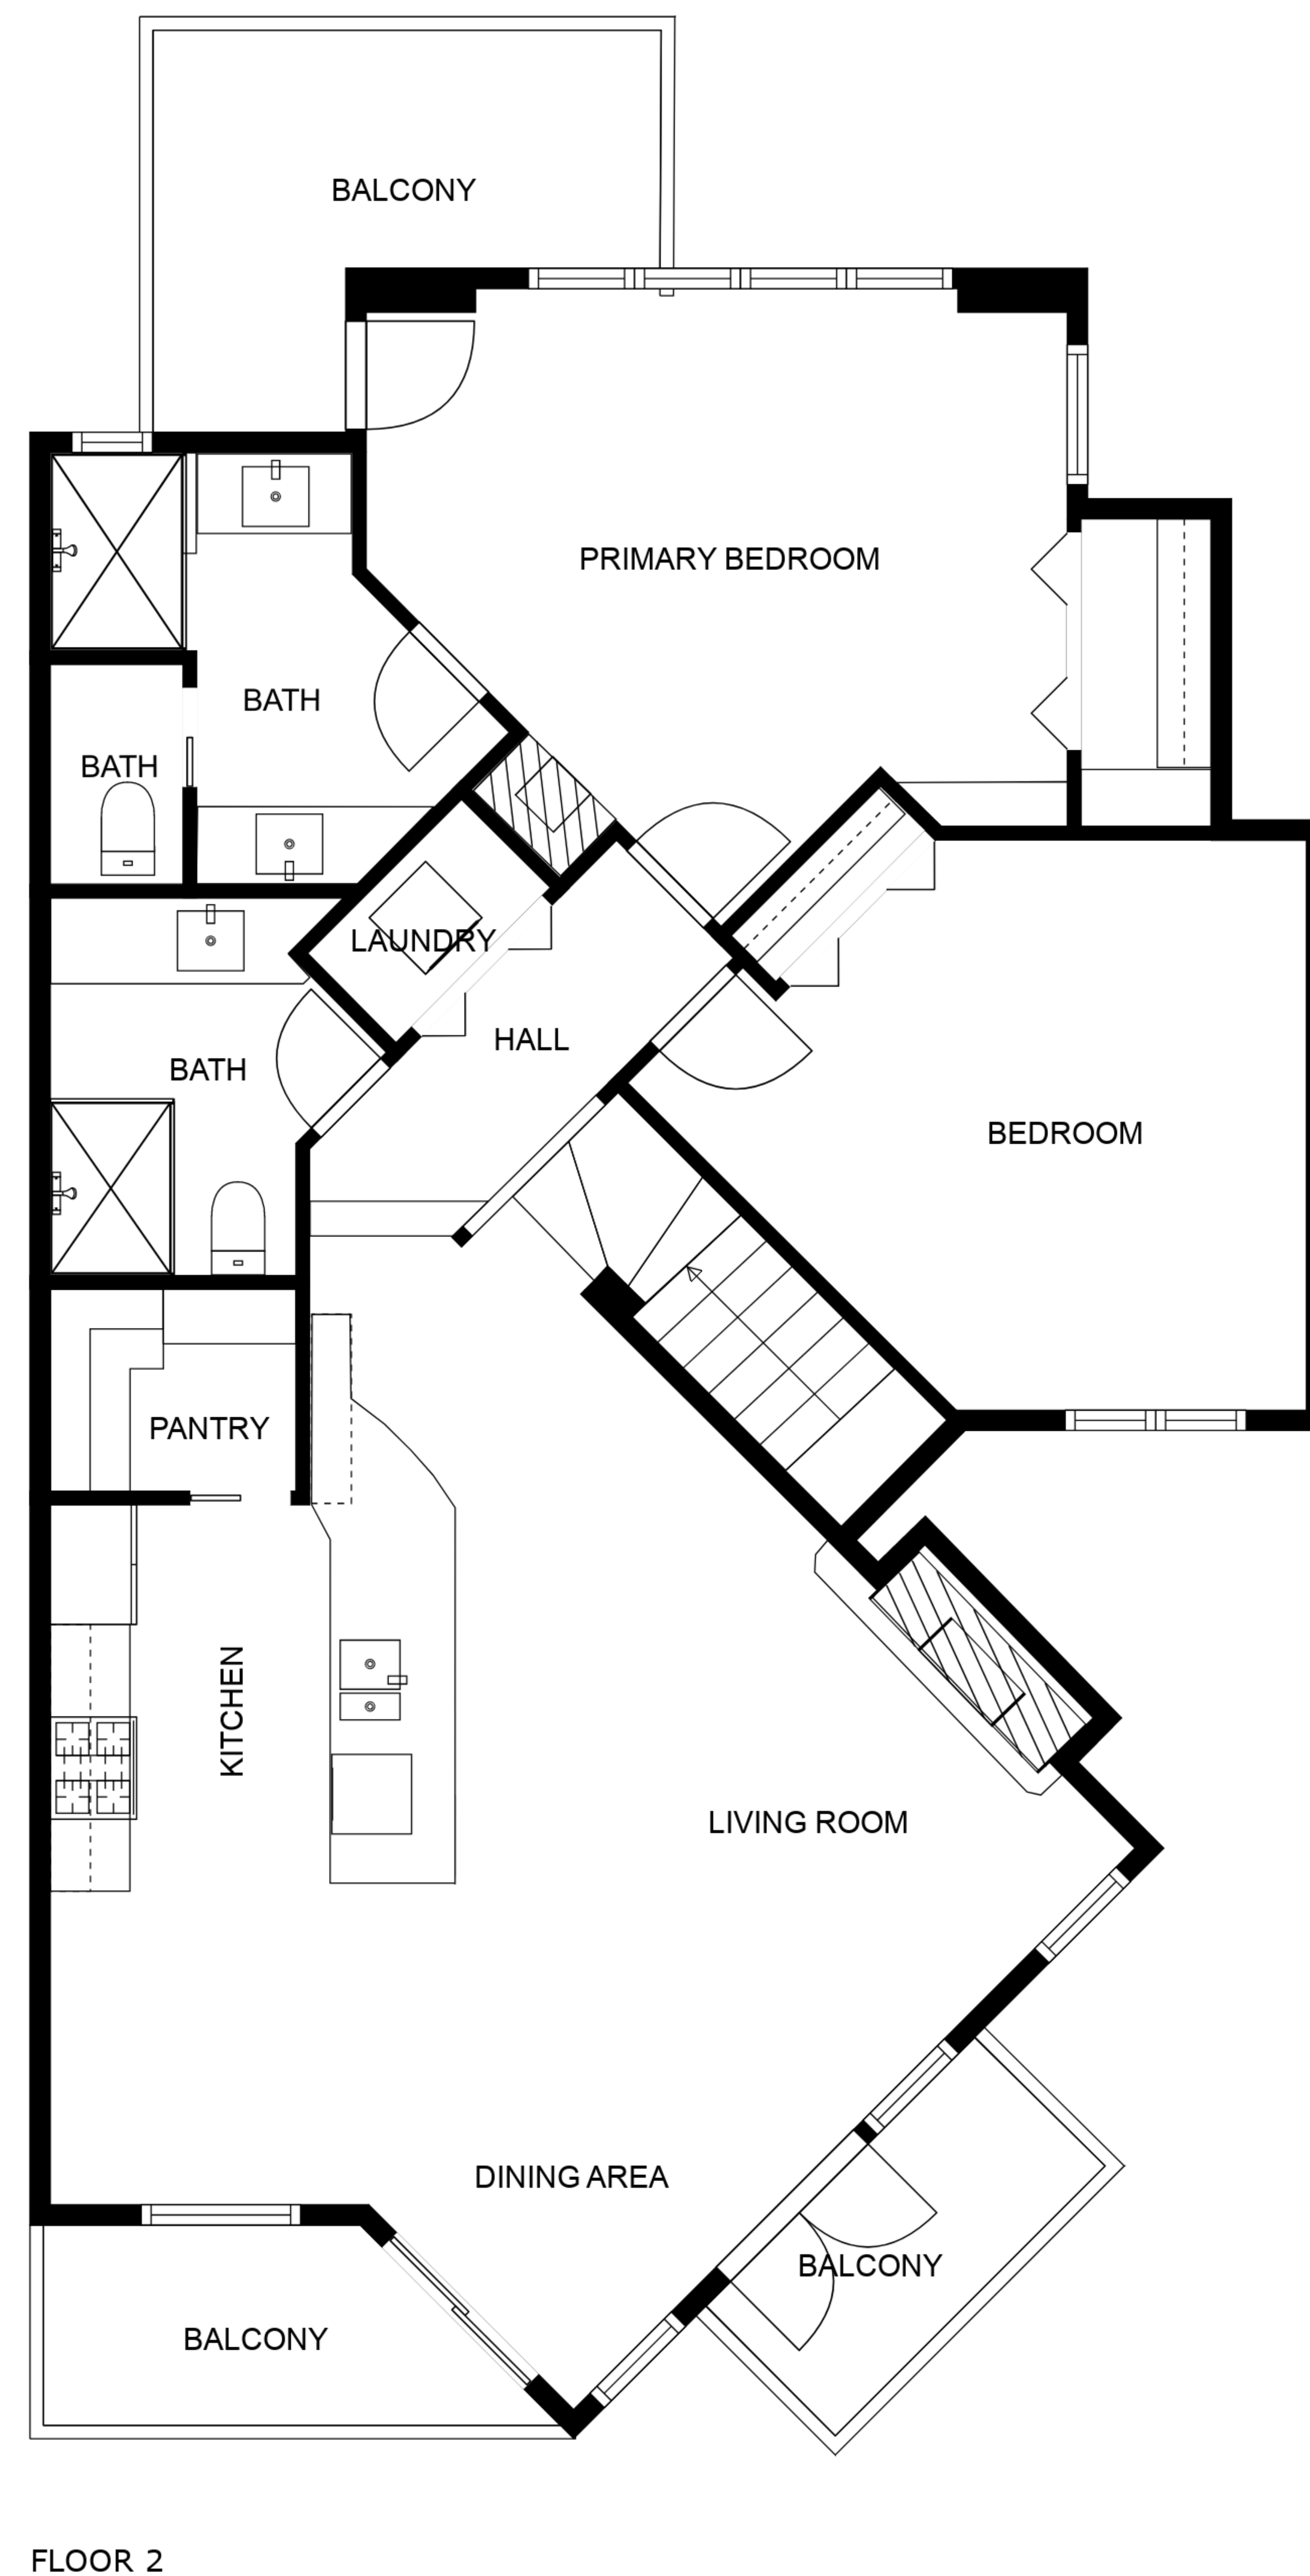 BALCONY
PRIMARY BEDROOM
BATH
BATH
LAUNDRY
HALL
BATH
BEDROOM
PANTRY
KITCHEN
LIVING ROOM
DINING AREA
BALCONY
BALCONY
FLOOR 2